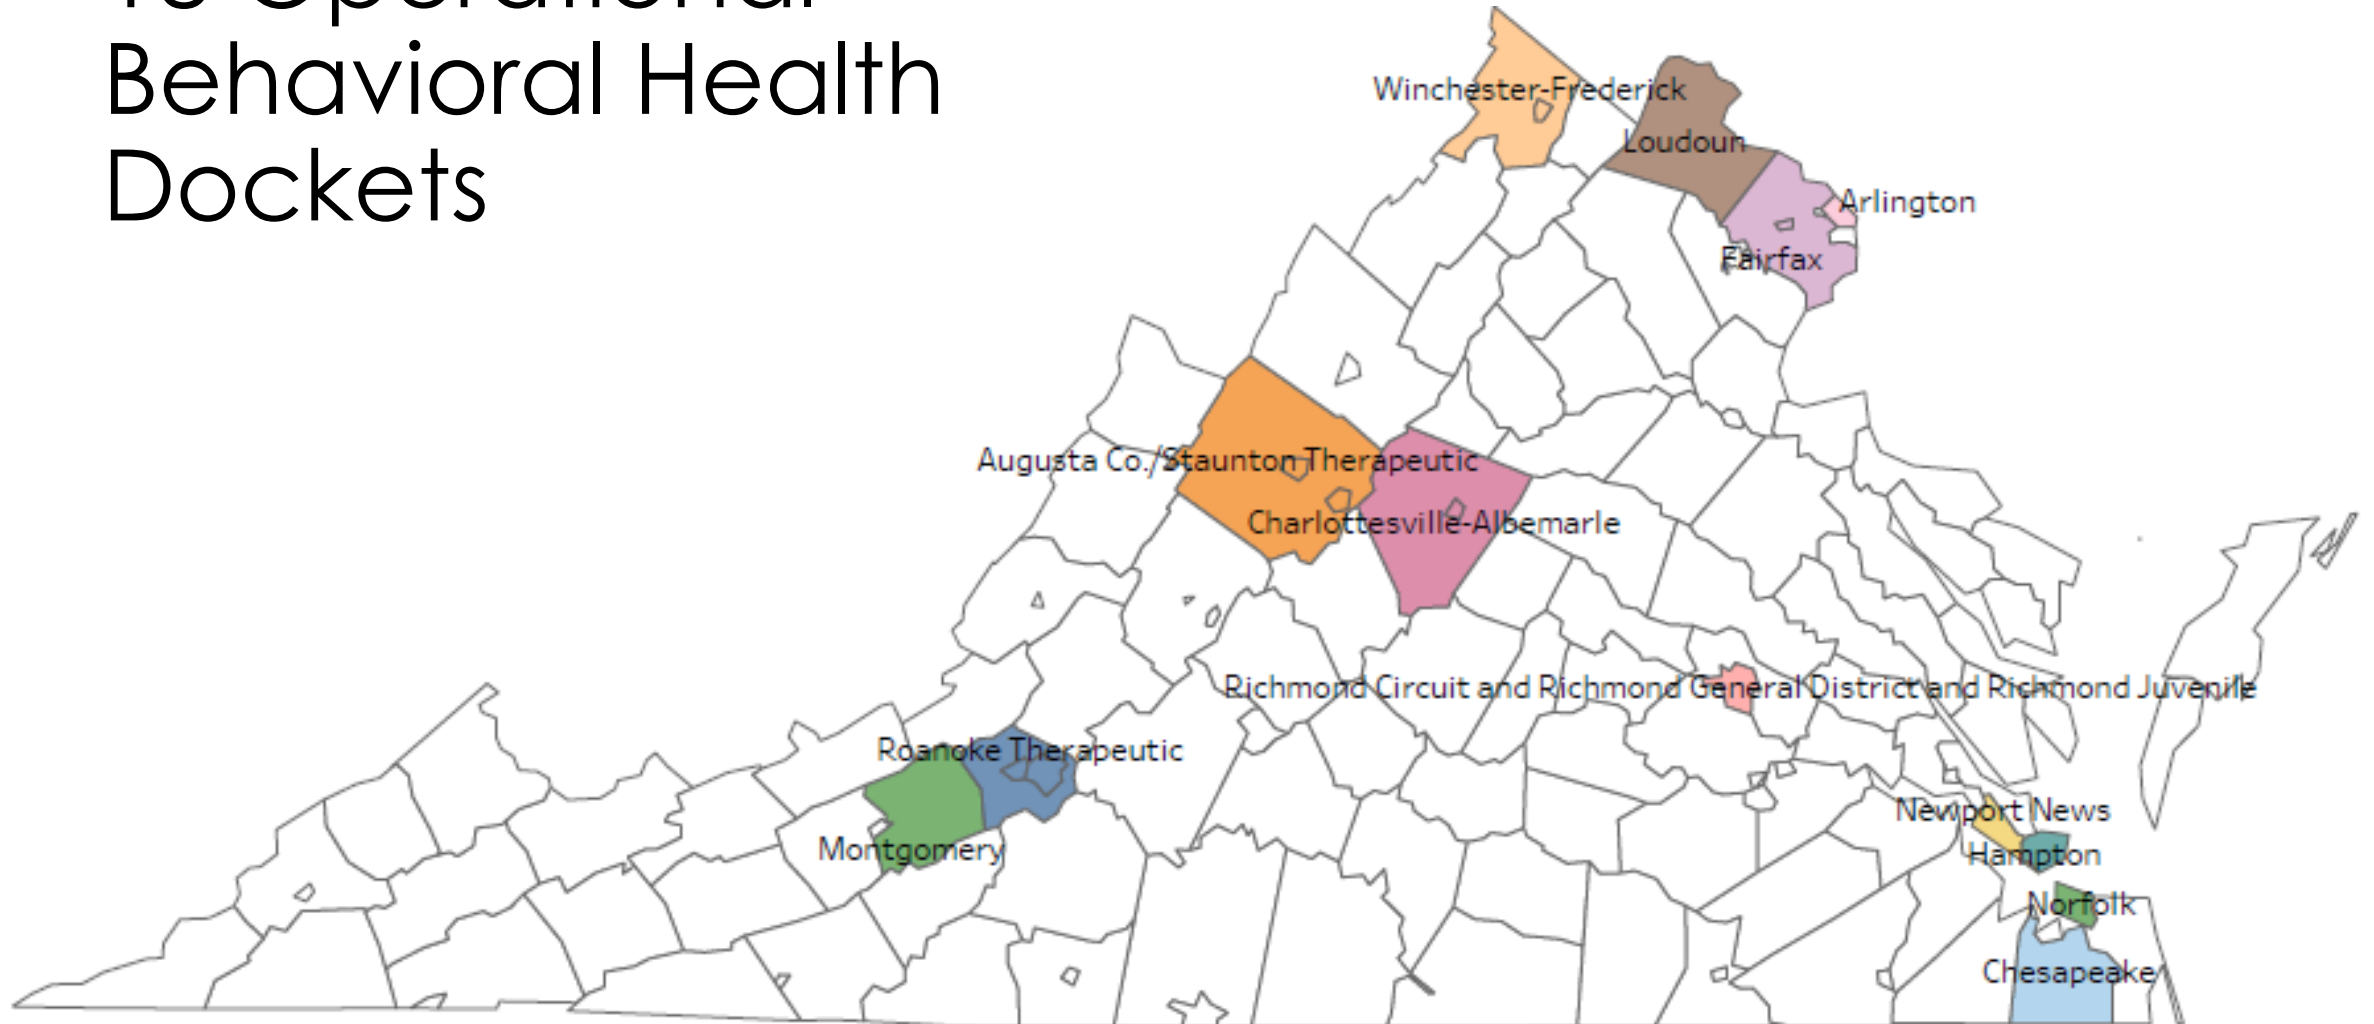 Operational
Behavioral Health
Dockets
Winchester-Frederick
Loudoun
Arlington
Fairfax
Augusta Co./Staunton Therapeutic
Charlottesville-Albemarle
Richmond Circuit and Richmond General District and Richmond Juvenile
Roanoke Therapeutic
Newport News
Montgomery
Hampton
Norfolk
Chesapeake